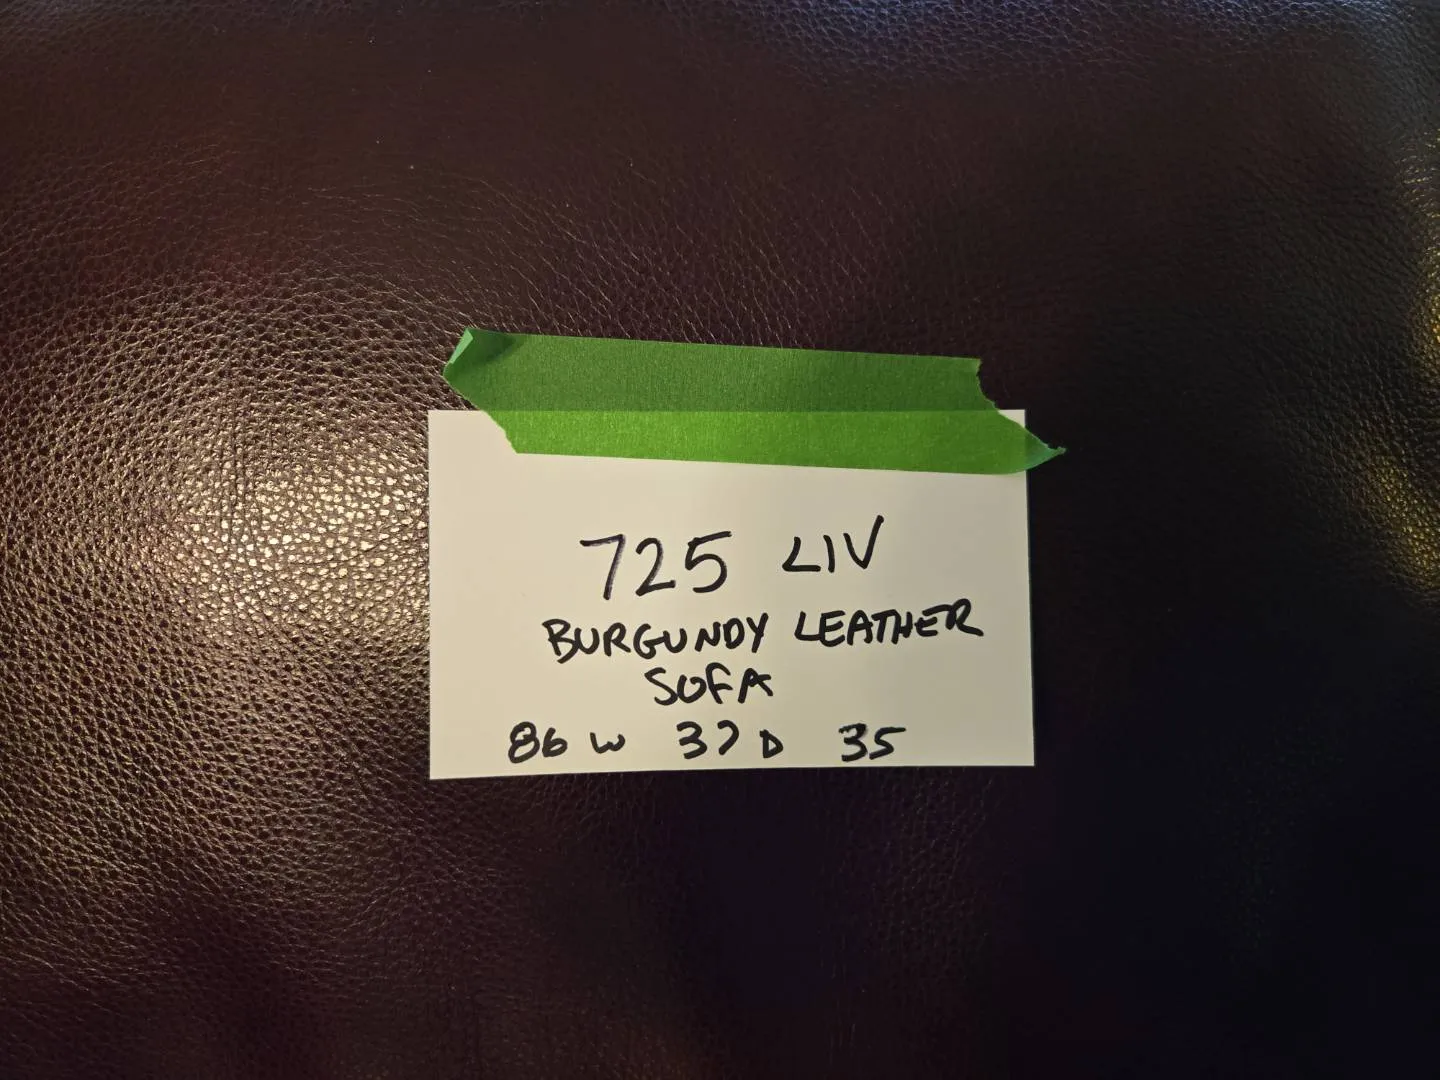 725 LIV
BURGUNDY LEATHER
SOFA
86 W 37 D 35